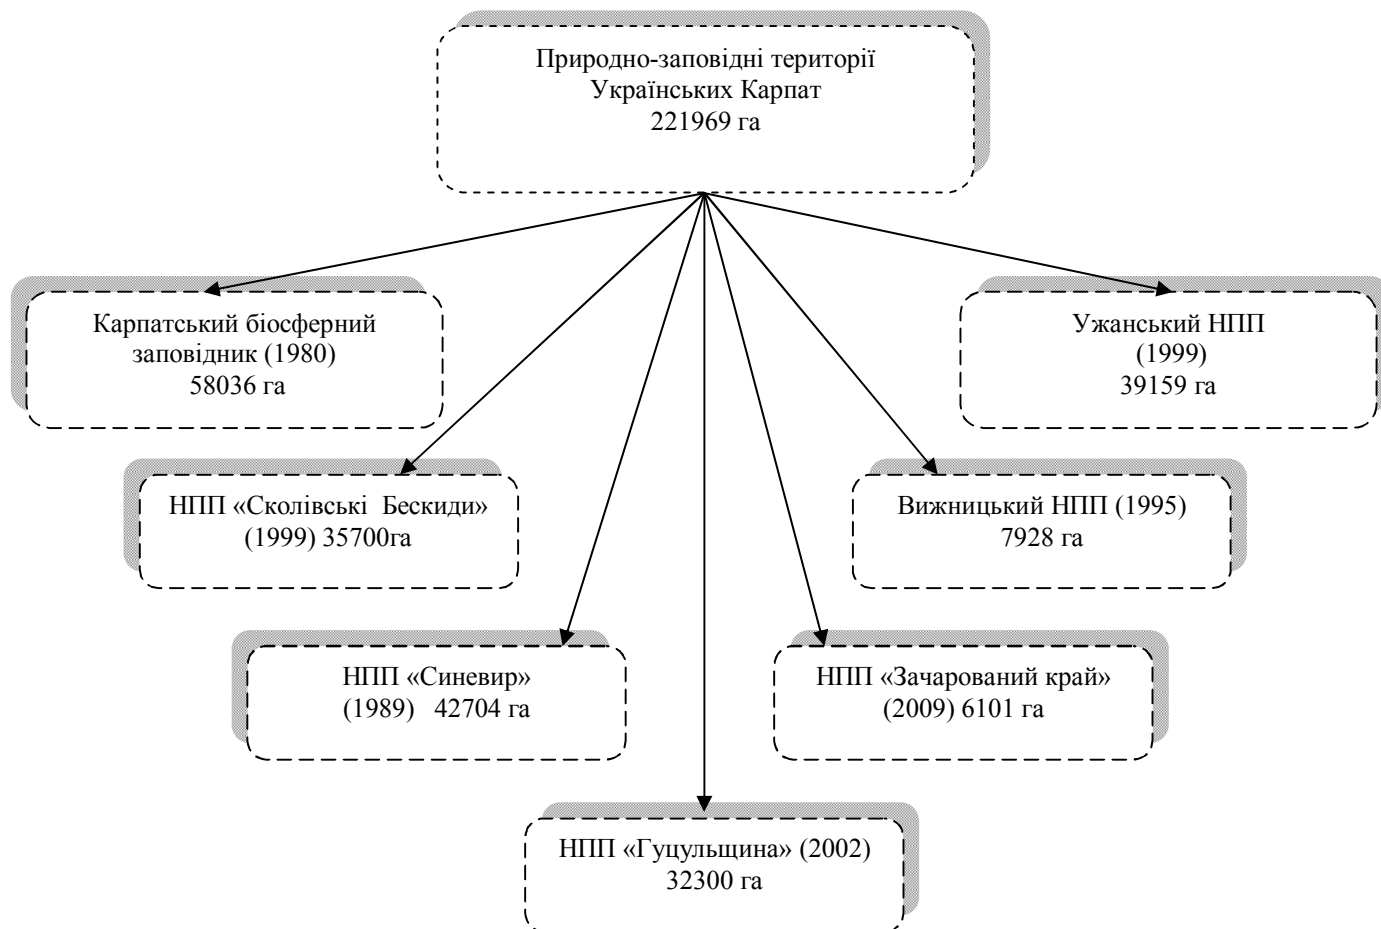 Природно-заповідні території
Українських Карпат
221969 га
Карпатський біосферний
заповідник (1980)
58036 га
Ужанський НПП
(1999)
39159 га
НПП «Сколівські Бескиди»
(1999) 35700га
Вижницький НПП (1995)
7928 га
НПП «Синевир»
(1989) 42704 га
НПП «Зачарований край»
(2009) 6101 га
НПП «Гуцульщина» (2002)
32300 га